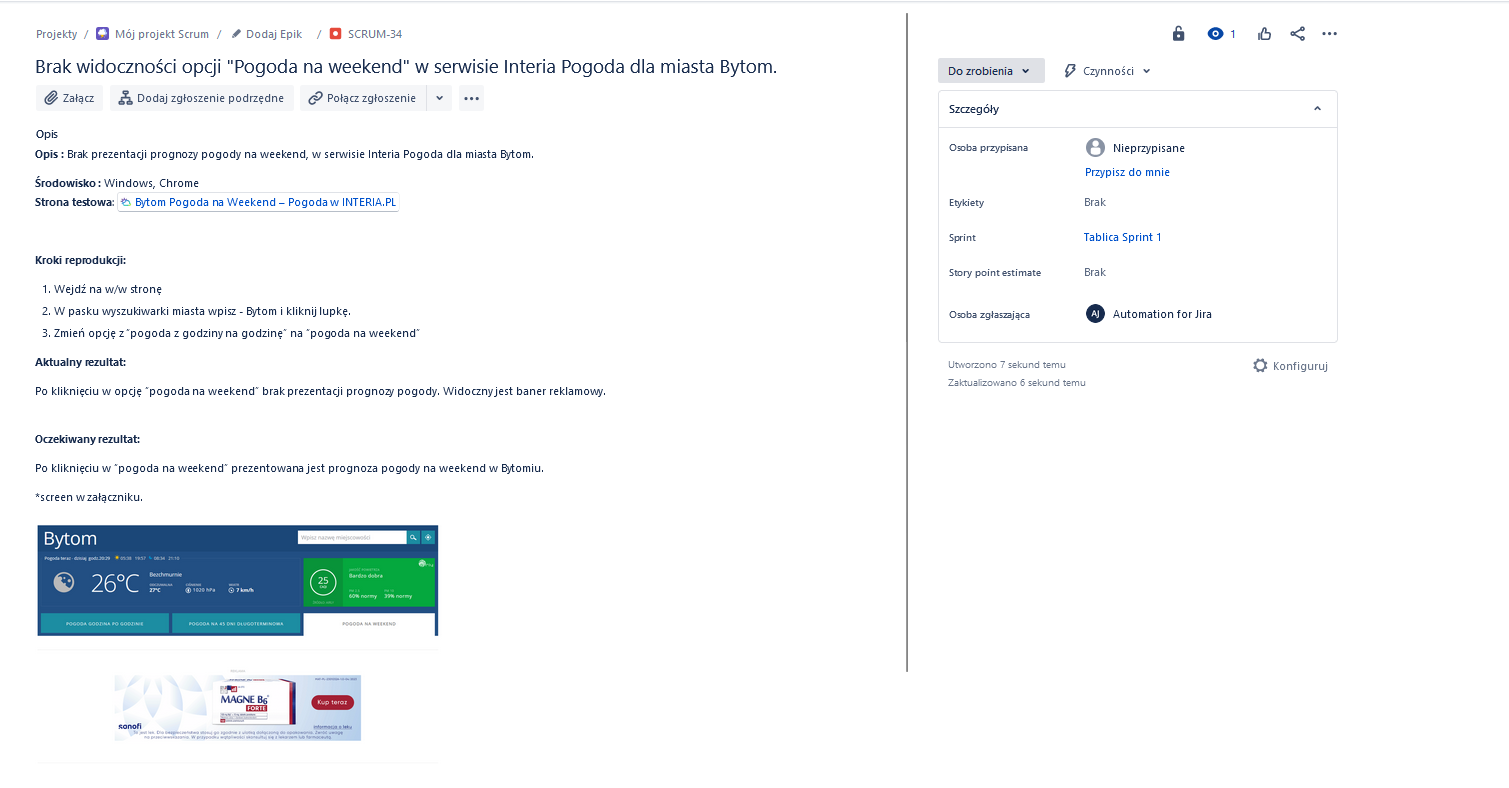 Projekty / Mój projekt Scrum / Dodaj Epik / SCRUM-34
1
Brak widoczności opcji "Pogoda na weekend" w serwisie Interia Pogoda dla miasta Bytom.
Do zrobienia
Czynności
Załącz
Dodaj zgłoszenie podrzędne
Połącz zgłoszenie
Opis
Opis : Brak prezentacji prognozy pogody na weekend, w serwisie Interia Pogoda dla miasta Bytom.
Środowisko : Windows, Chrome
Strona testowa: Bytom Pogoda na Weekend – Pogoda w INTERIA.PL
Kroki reprodukcji:
1. Wejdź na w/w stronę
2. W pasku wyszukiwarki miasta wpisz - Bytom i kliknij lupkę.
3. Zmień opcję z “pogoda z godziny na godzinę” na “pogoda na weekend”
Aktualny rezultat:
Po kliknięciu w opcję “pogoda na weekend” brak prezentacji prognozy pogody. Widoczny jest baner reklamowy.
Oczekiwany rezultat:
Po kliknięciu w “pogoda na weekend” prezentowana jest prognoza pogody na weekend w Bytomiu.
*screen w załączniku.
Szczegóły
Osoba przypisana
Nieprzypisane
Przypisz do mnie
Etykiety
Brak
Sprint
Tablica Sprint 1
Story point estimate
Brak
Osoba zgłaszająca
AJ
Automation for Jira
Utworzono 7 sekund temu
Zaktualizowano 6 sekund temu
Konfiguruj
Bytom
Wpisz nazwę miejscowości
Pogoda teraz - dzisiaj, godz.20:29 05:38 19:57 08:34 21:10
26°C
Bezchmurnie
27°C
1020 hPa
7 km/h
25
Bardzo dobra
60% normy
39% normy
POGODA GODZINA PO GODZINIE
POGODA NA 45 DNI DŁUGOTERMINOWA
POGODA NA WEEKEND
MAGNE B6
FORTE
Kup teraz
sonofi
Informacja o leku